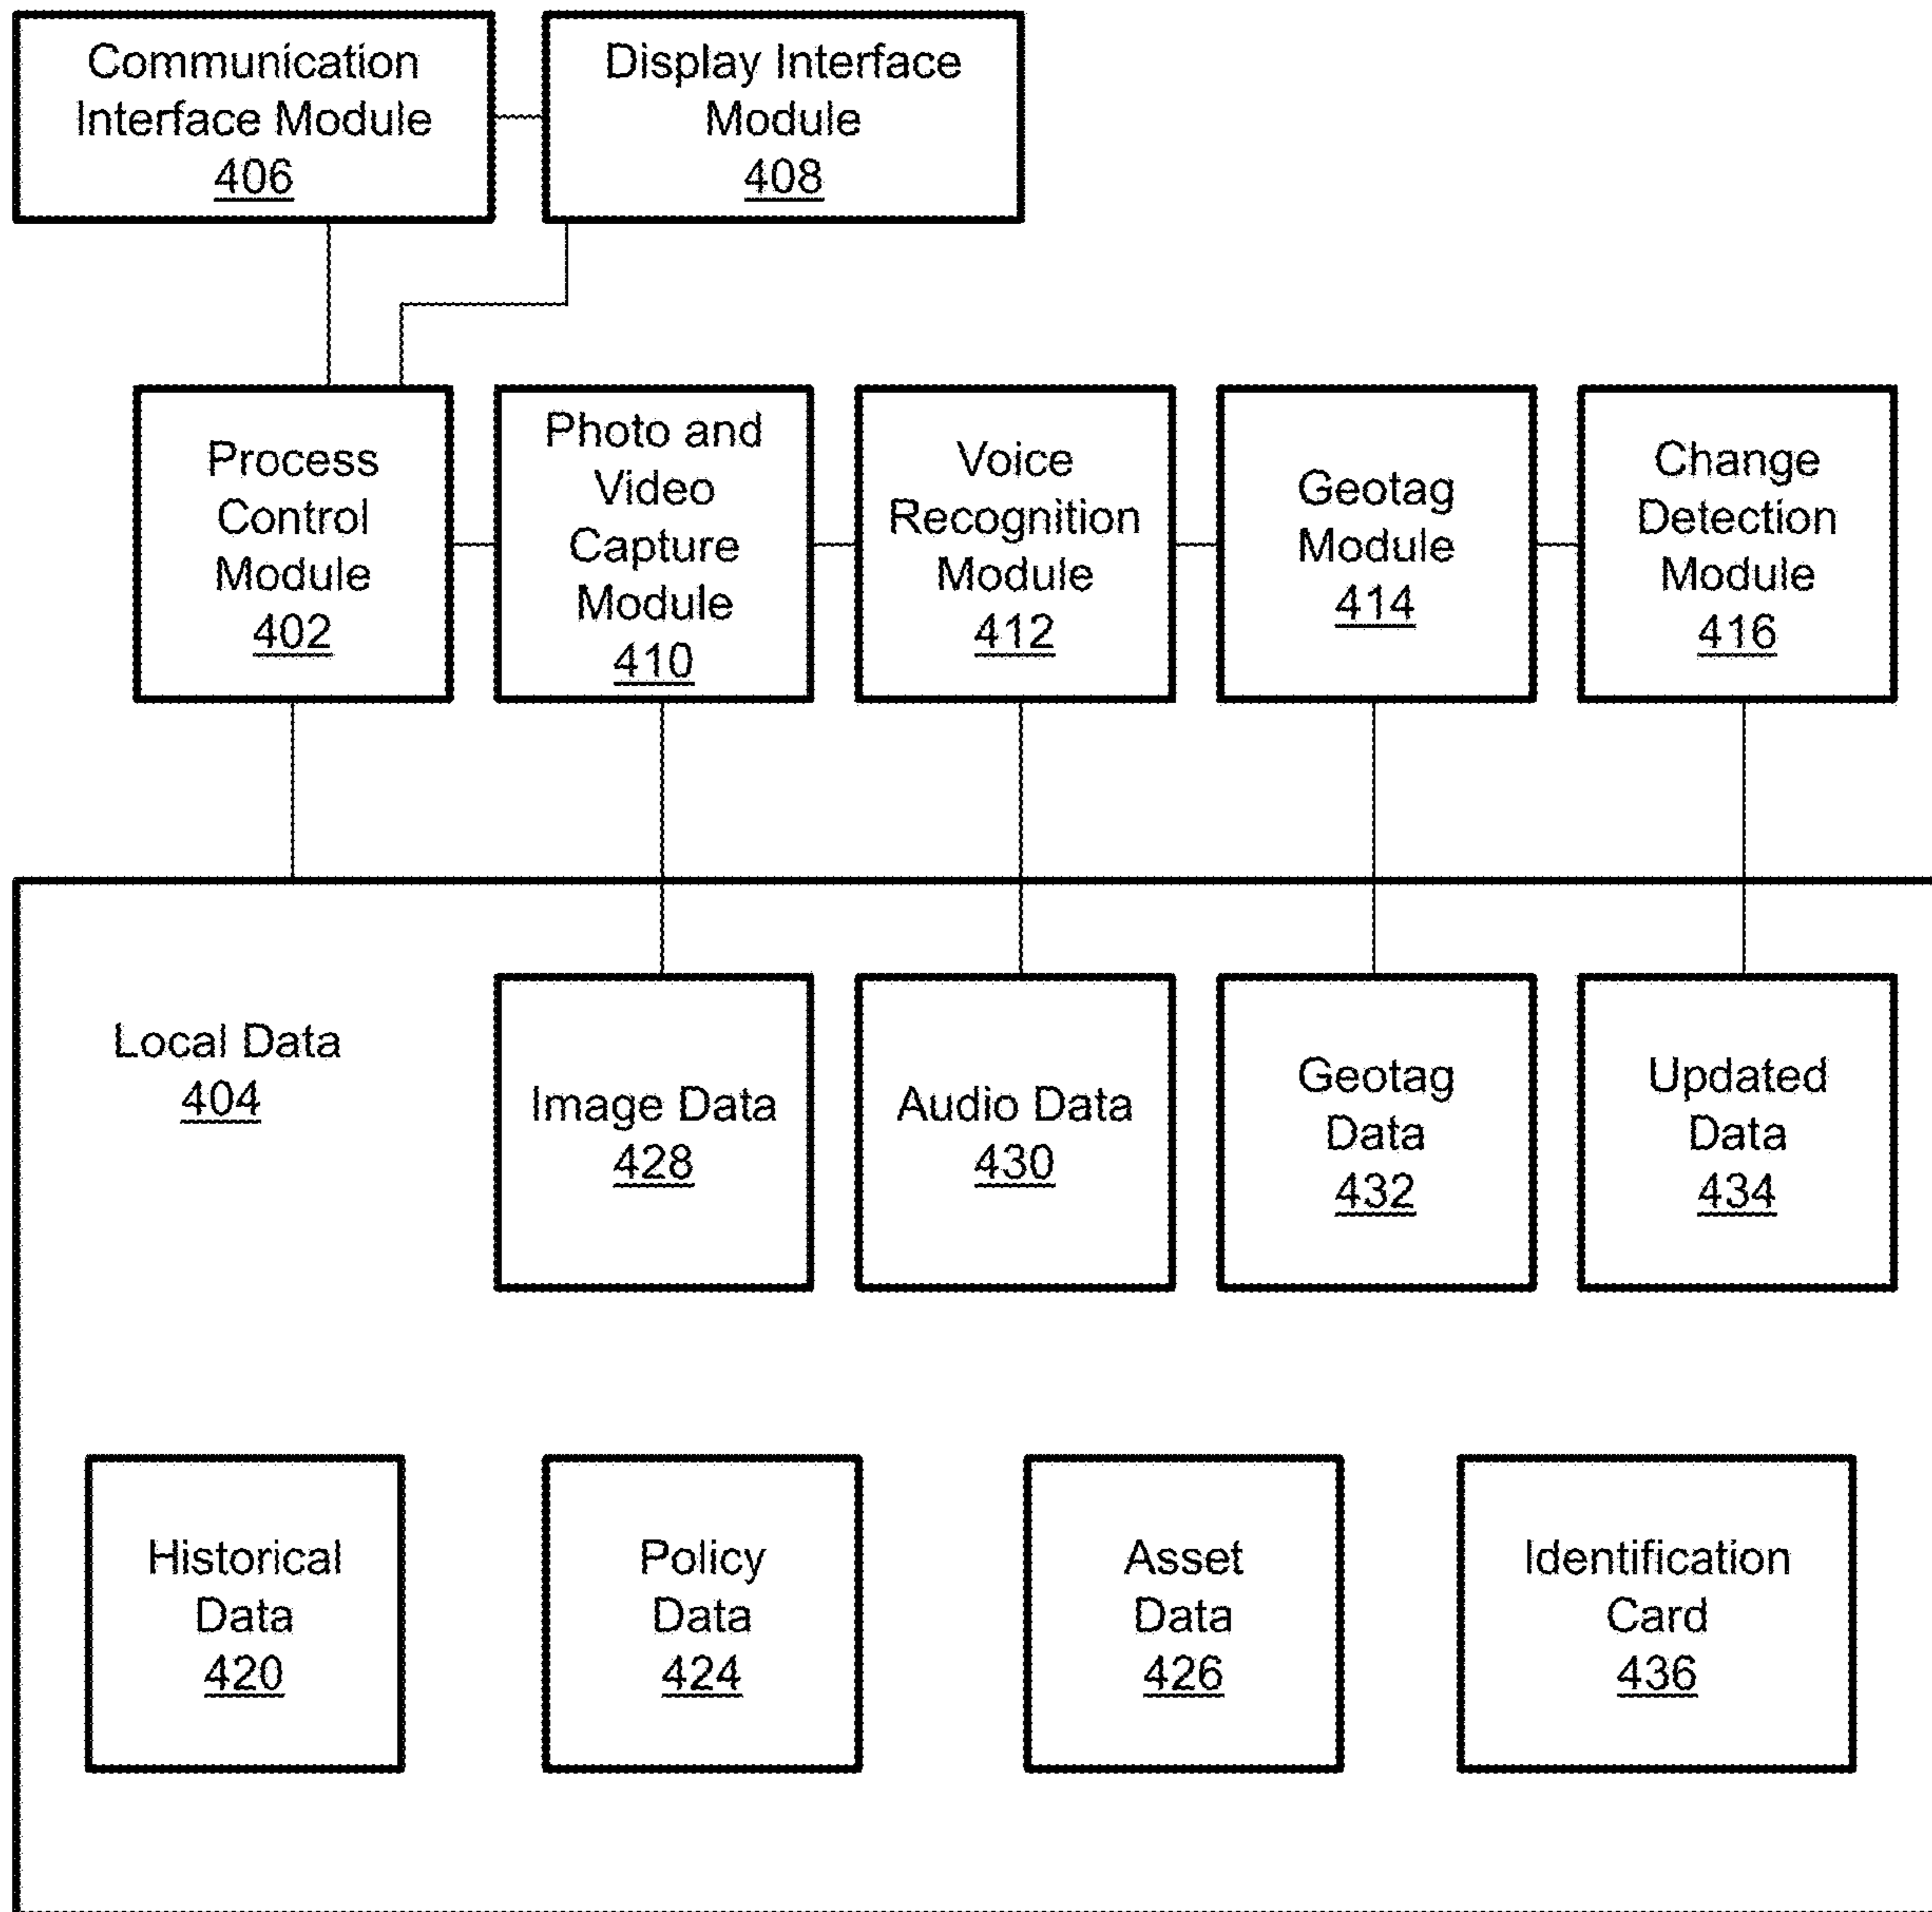 Communication
Interface Module
406
Display Interface
Module
408
Process
Control
Module
402
Photo and
Video
Capture
Module
410
Voice
Recognition
Module
412
Geotag
Module
414
Change
Detection
Module
416
Local Data
404
Image Data
428
Audio Data
430
Geotag
Data
432
Updated
Data
434
Historical
Data
420
Policy
Data
424
Asset
Data
426
Identification
Card
436